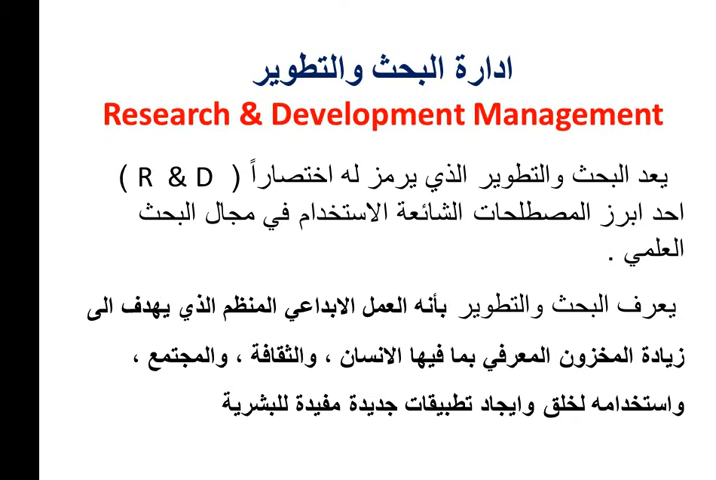 ادارة البحث والتطوير
Research & Development Management
يعد البحث والتطوير الذي يرمز له اختصاراً ( R & D )
احد ابرز المصطلحات الشائعة الاستخدام في مجال البحث
العلمي .
يعرف البحث والتطوير بأنه العمل الابداعي المنظم الذي يهدف الى
زيادة المخزون المعرفي بما فيها الانسان ، والثقافة ، والمجتمع ،
واستخدامه لخلق وايجاد تطبيقات جديدة مفيدة للبشرية